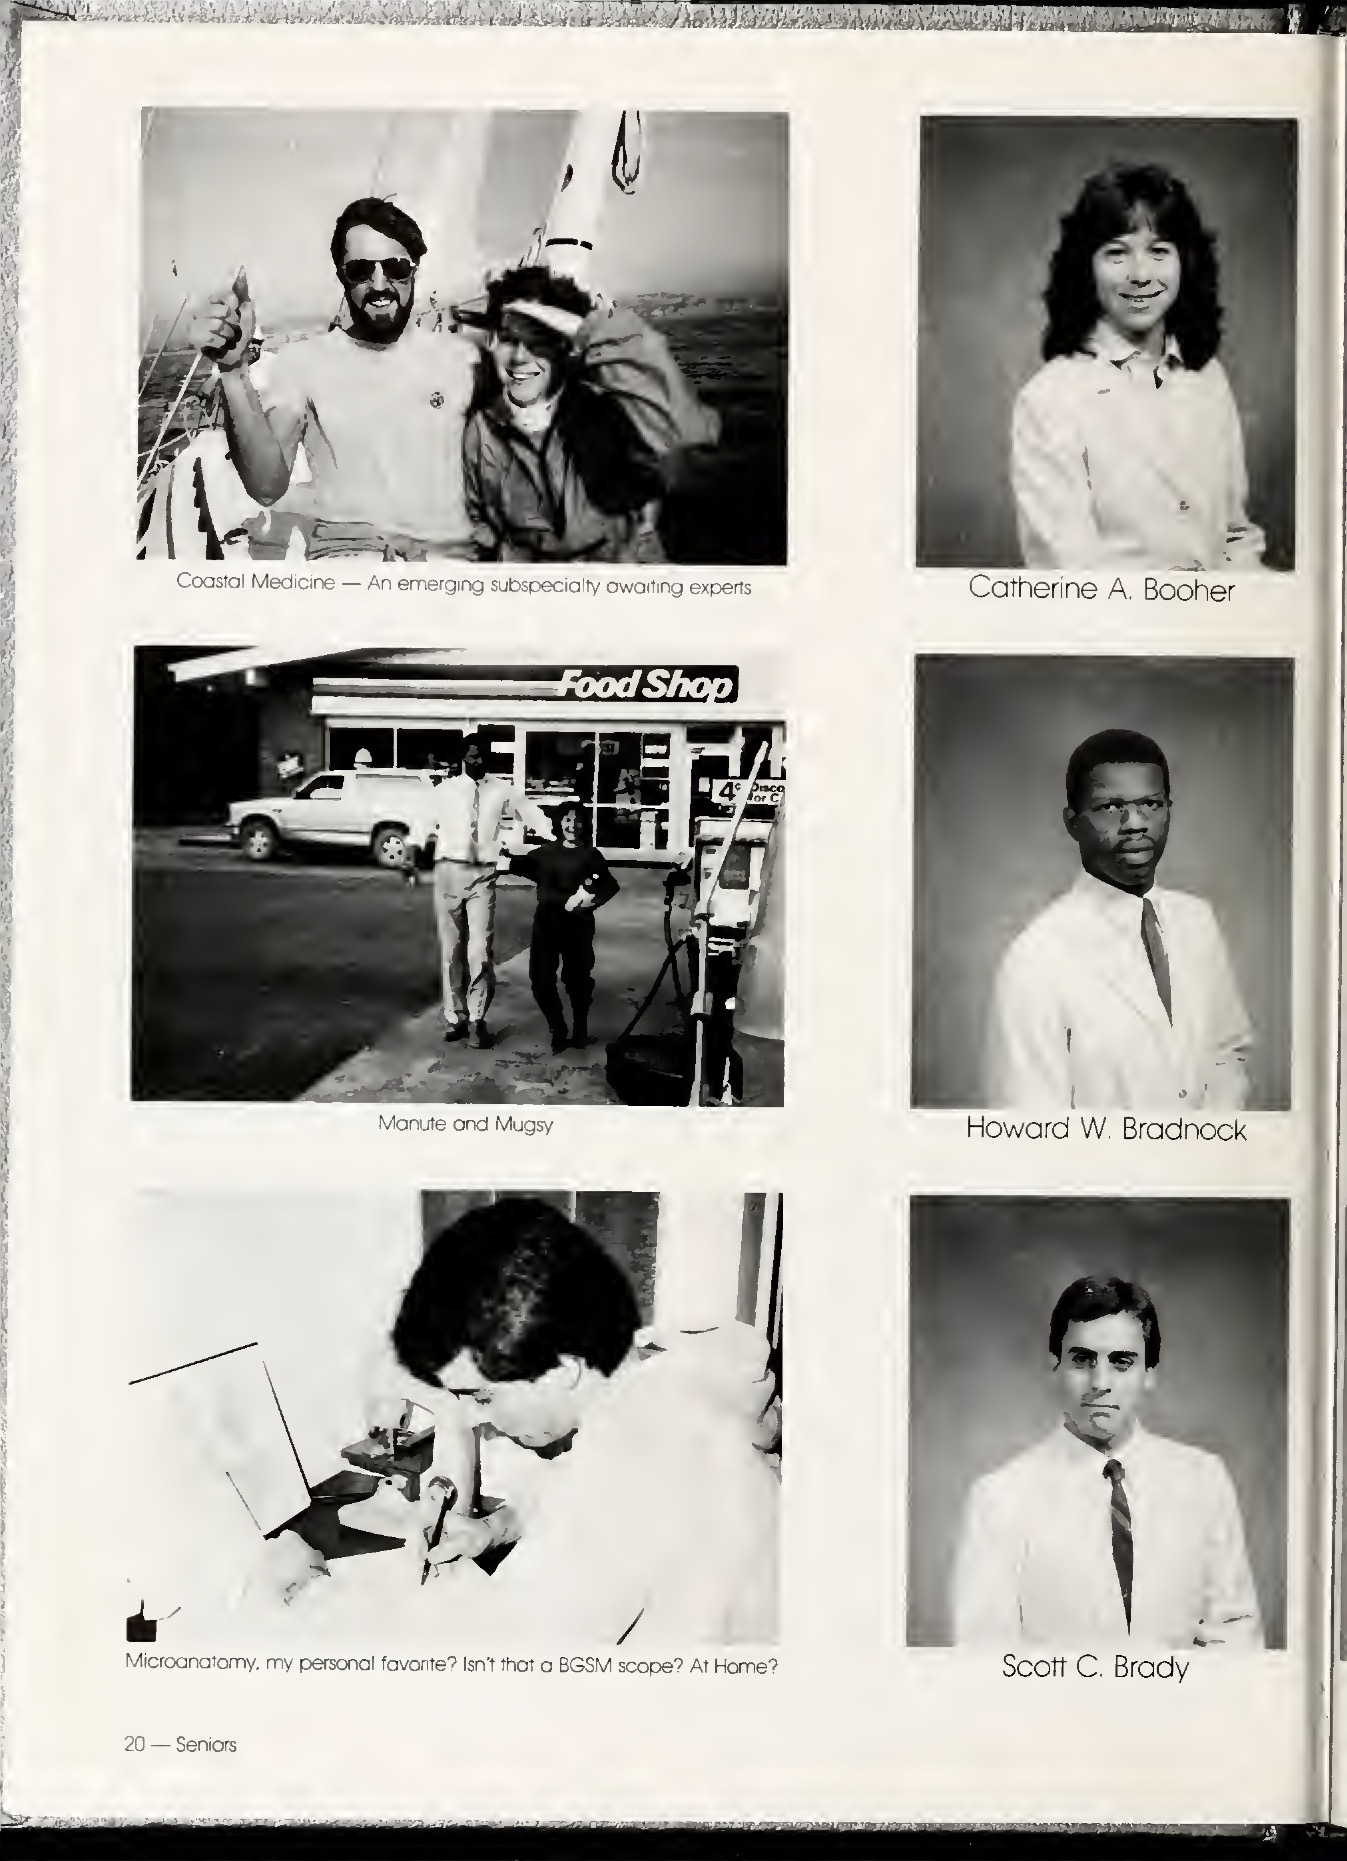 Coastal Medicine — An emerging subspecialty awaiting experts
Catherine A. Booher
Food Shop
4¢ Disco
for C
Manute and Mugsy
Howard W. Bradnock
Microanatomy, my personal favorite? Isn't that a BGSM scope? At Home?
Scott C. Brady
20 — Seniors